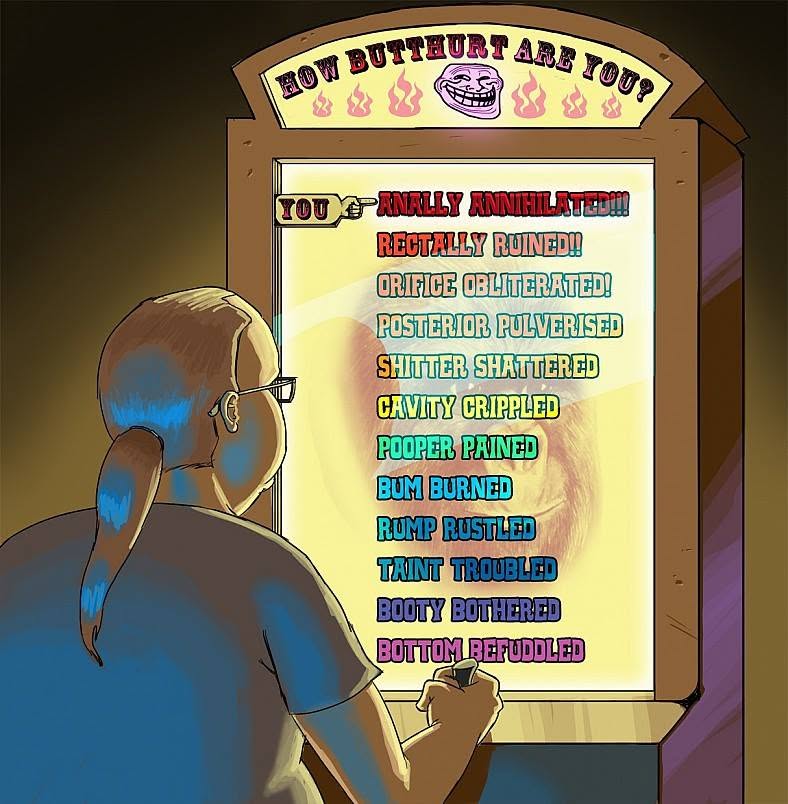 HOW BUTTHURT ARE YOU?
YOU ANALLY ANNIHILATED!!!
RECTALLY RUINED!!
ORIFICE OBLITERATED!
POSTERIOR PULVERISED
SHITTER SHATTERED
CAVITY CRIPPLED
POOPER PAINED
BUM BURNED
RUMP RUSTLED
TAINT TROUBLED
BOOTY BOTHERED
BOTTOM BEFUDDLED